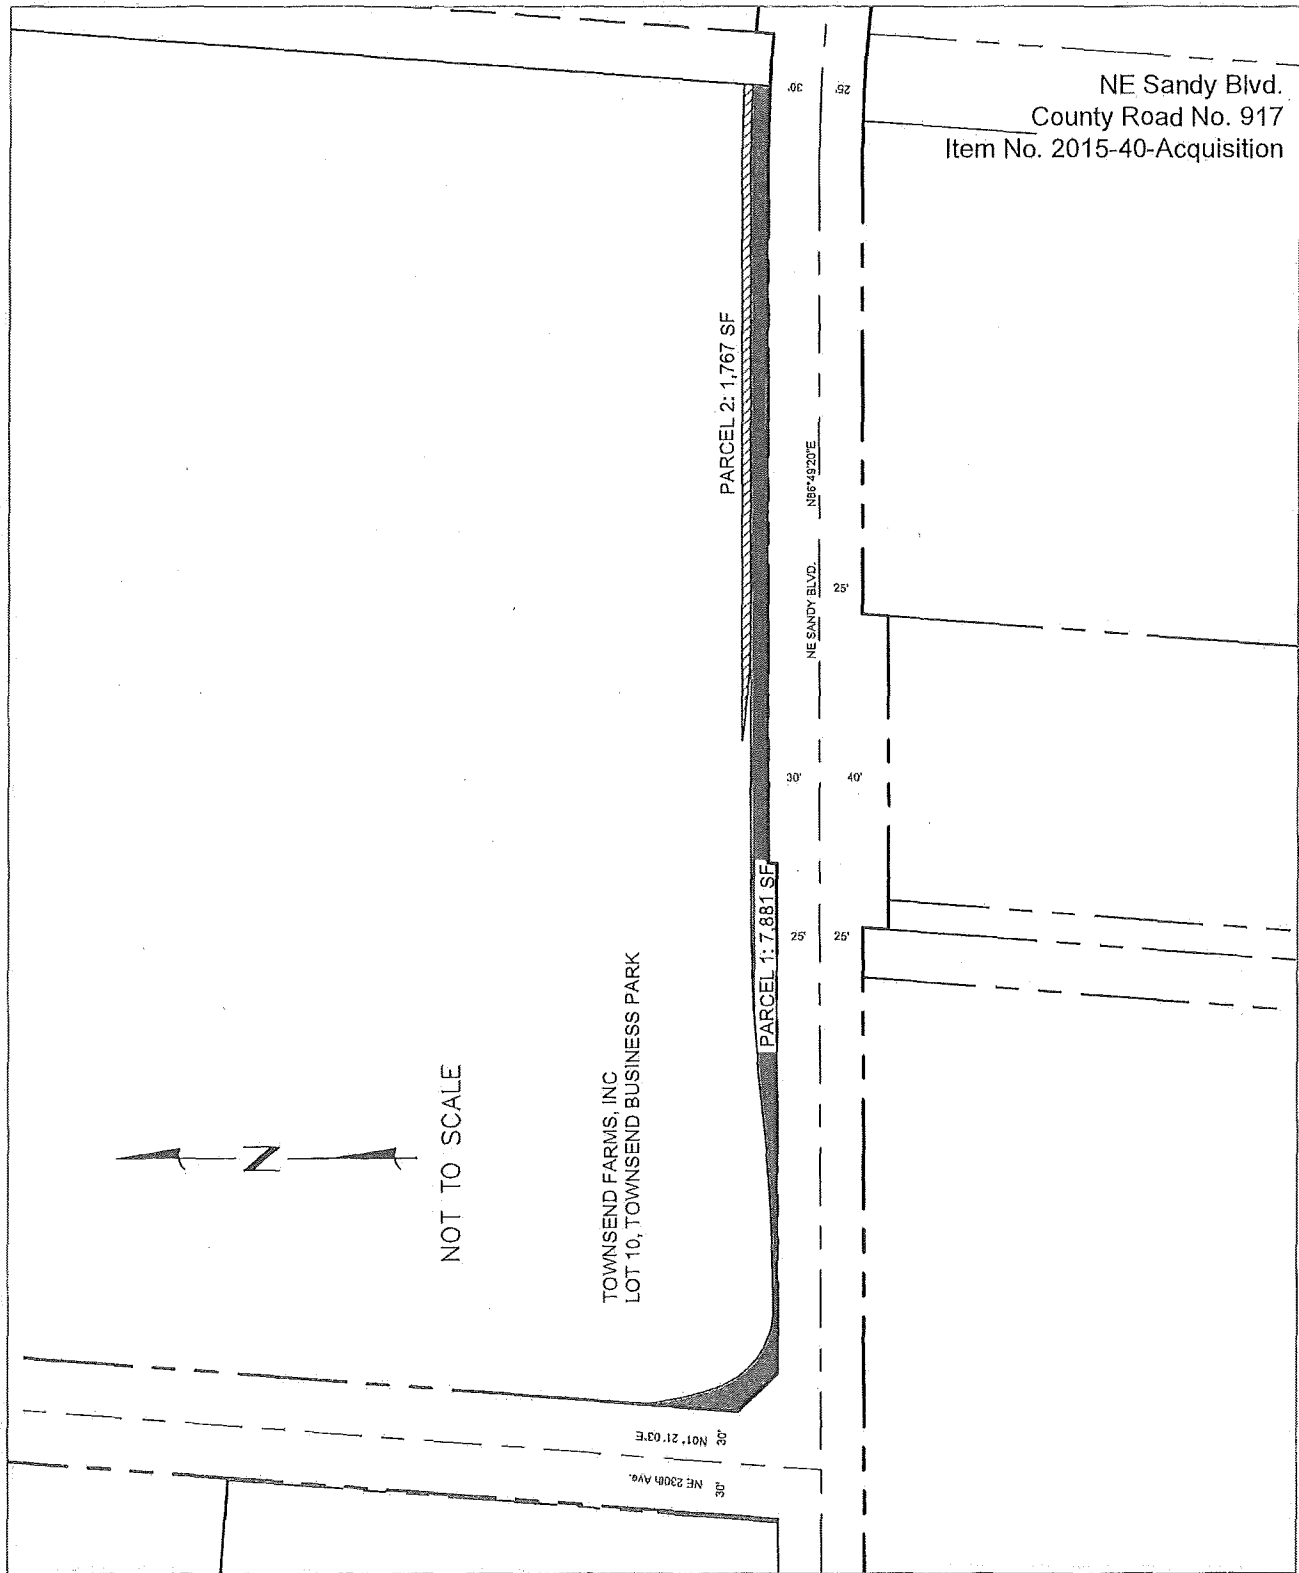 NE Sandy Blvd.
County Road No. 917
Item No. 2015-40-Acquisition
30'
25'
PARCEL 2: 1,767 SF
NE SANDY BLVD.
N86°49'20"E
25'
30'
40'
PARCEL 1: 7,881 SF
25'
25'
TOWNSEND FARMS, INC
LOT 10, TOWNSEND BUSINESS PARK
N
NOT TO SCALE
N01°21'03"E
30'
NE 230th Ave.
30'